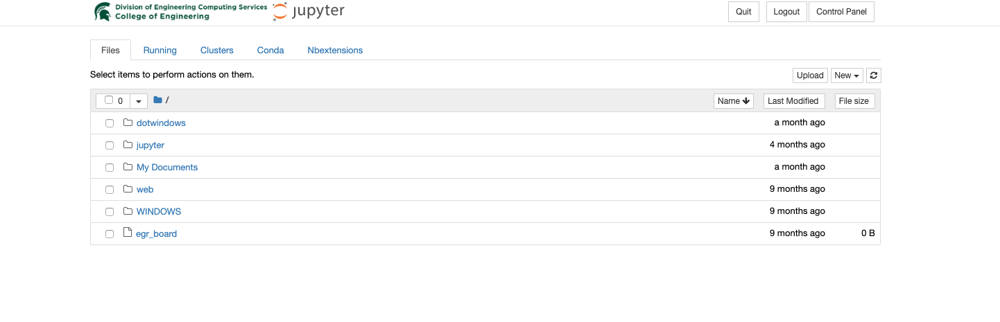 Division of Engineering Computing Services
College of Engineering
jupyter
Quit Logout Control Panel
Files Running Clusters Conda Nbextensions
Select items to perform actions on them.
Upload New
0 /
Name Last Modified File size
dotwindows a month ago
jupyter 4 months ago
My Documents a month ago
web 9 months ago
WINDOWS 9 months ago
egr_board 9 months ago 0 B